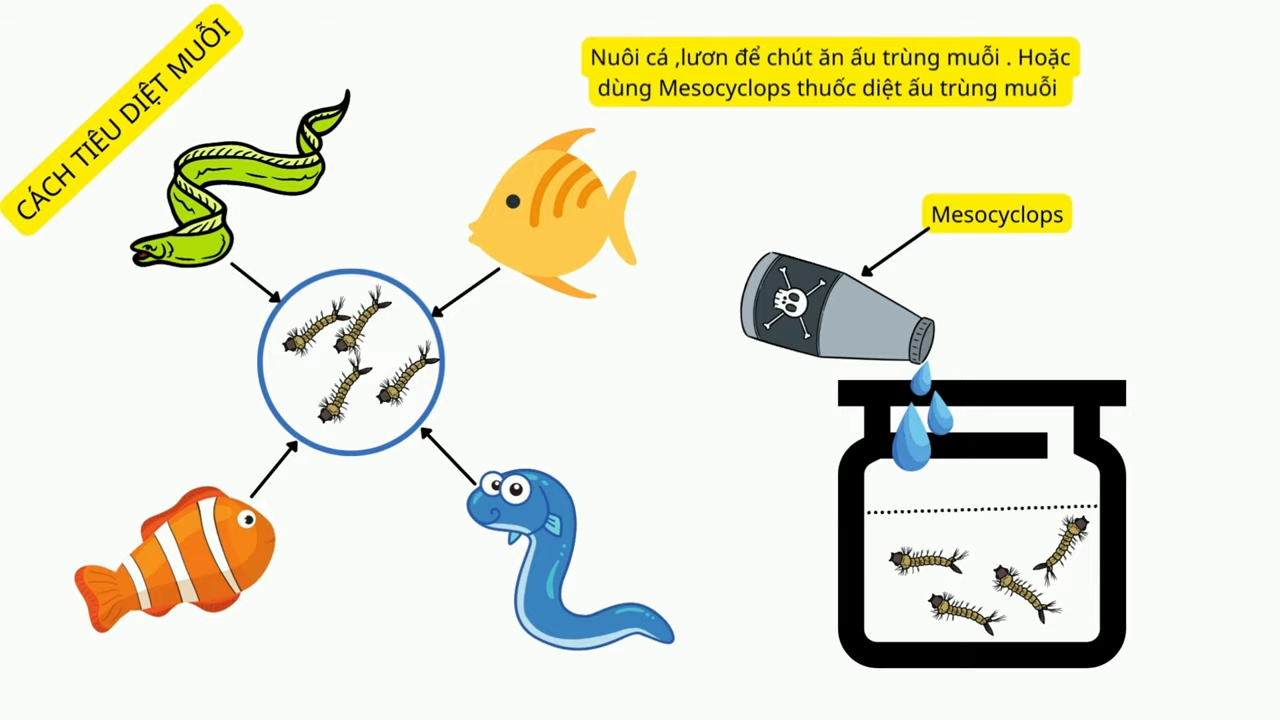 CÁCH TIÊU DIỆT MUỖI
Nuôi cá ,lươn để chút ăn ấu trùng muỗi . Hoặc
dùng Mesocyclops thuốc diệt ấu trùng muỗi
Mesocyclops